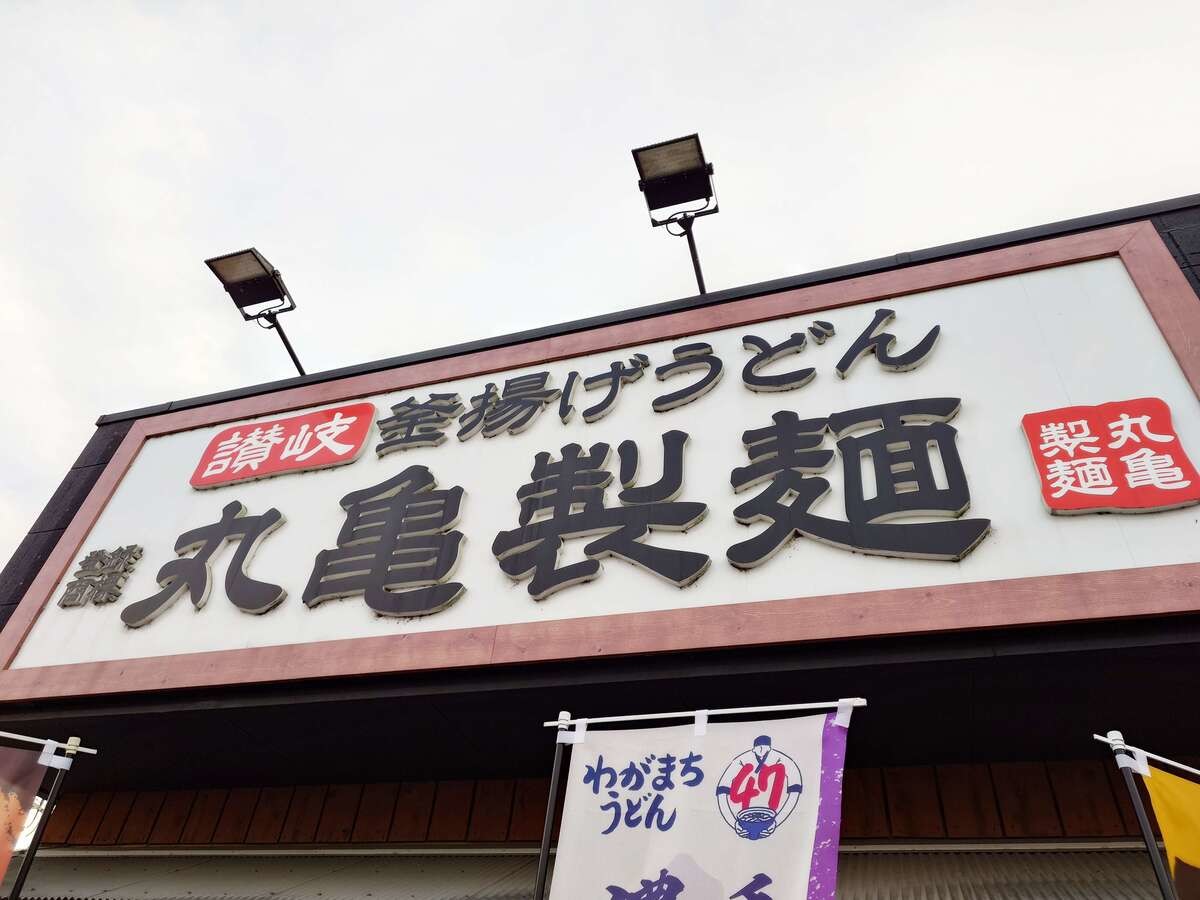 讃岐 釜揚げうどん
丸亀製麺
丸亀
製麺
わがまち
うどん
47
濃